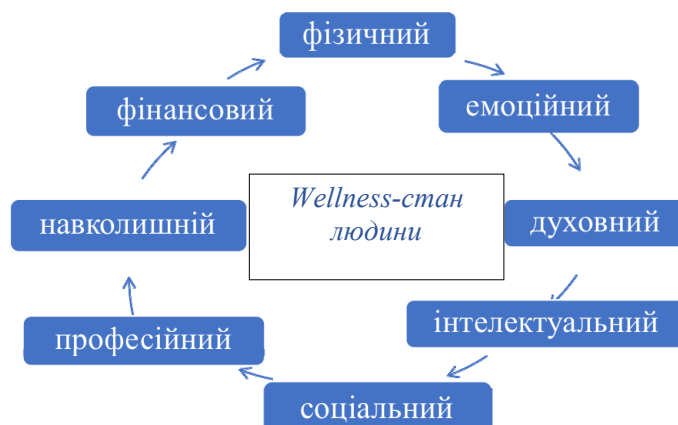 фізичний
емоційний
духовний
інтелектуальний
соціальний
професійний
навколишній
фінансовий
Wellness-стан
людини